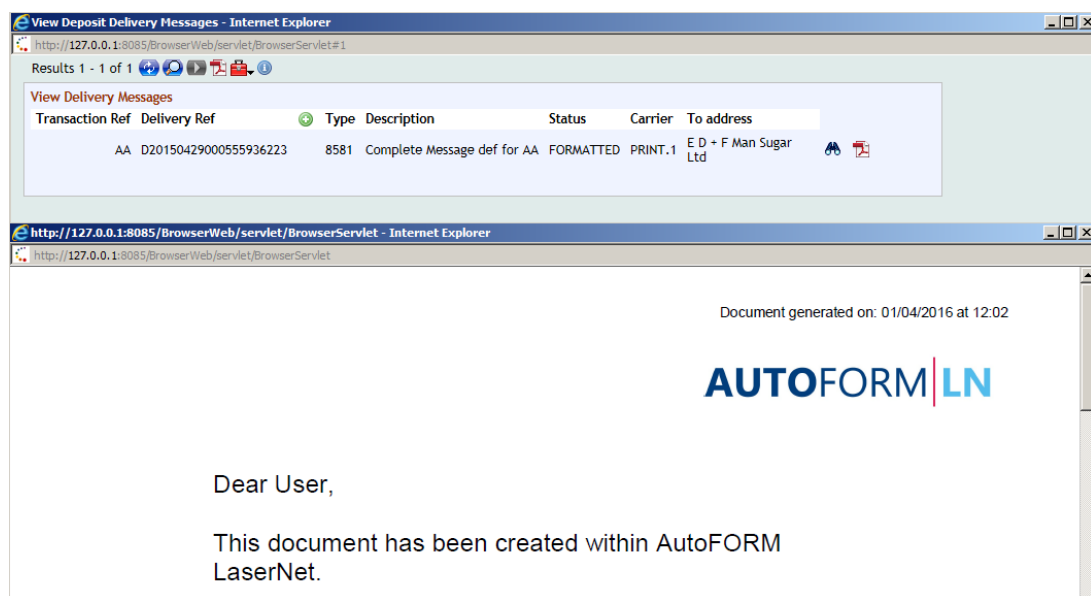 View Deposit Delivery Messages - Internet Explorer
http://127.0.0.1:8085/BrowserWeb/servlet/BrowserServlet#1
Results 1 - 1 of 1
View Delivery Messages
Transaction Ref Delivery Ref Type Description Status Carrier To address
AA D20150429000555936223 8581 Complete Message def for AA FORMATTED PRINT.1 E D + F Man Sugar
Ltd
http://127.0.0.1:8085/BrowserWeb/servlet/BrowserServlet - Internet Explorer
http://127.0.0.1:8085/BrowserWeb/servlet/BrowserServlet
Document generated on: 01/04/2016 at 12:02
AUTOFORM|LN
Dear User,
This document has been created within AutoFORM
LaserNet.